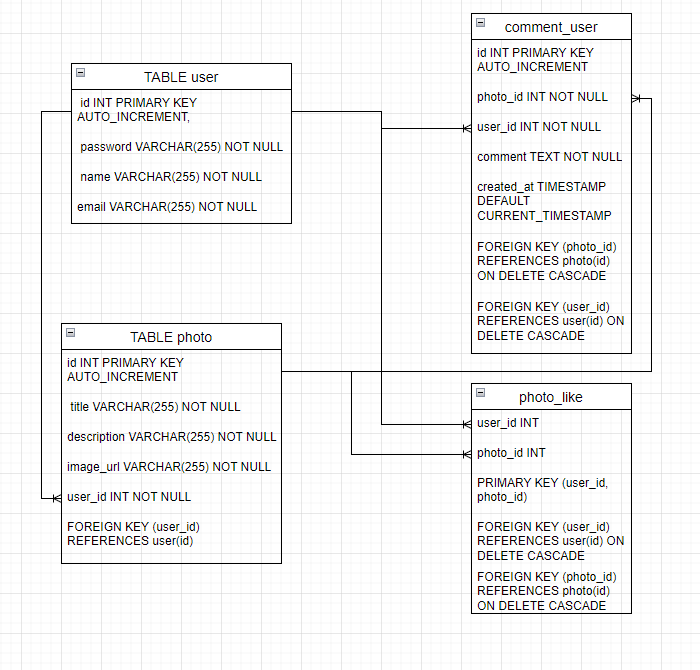 TABLE user
id INT PRIMARY KEY
AUTO_INCREMENT,
password VARCHAR(255) NOT NULL
name VARCHAR(255) NOT NULL
email VARCHAR(255) NOT NULL
comment_user
id INT PRIMARY KEY
AUTO_INCREMENT
photo_id INT NOT NULL
user_id INT NOT NULL
comment TEXT NOT NULL
created_at TIMESTAMP
DEFAULT
CURRENT_TIMESTAMP
FOREIGN KEY (photo_id)
REFERENCES photo(id)
ON DELETE CASCADE
FOREIGN KEY (user_id)
REFERENCES user(id) ON
DELETE CASCADE
TABLE photo
id INT PRIMARY KEY
AUTO_INCREMENT
title VARCHAR(255) NOT NULL
description VARCHAR(255) NOT NULL
image_url VARCHAR(255) NOT NULL
user_id INT NOT NULL
FOREIGN KEY (user_id)
REFERENCES user(id)
photo_like
user_id INT
photo_id INT
PRIMARY KEY (user_id,
photo_id)
FOREIGN KEY (user_id)
REFERENCES user(id) ON
DELETE CASCADE
FOREIGN KEY (photo_id)
REFERENCES photo(id)
ON DELETE CASCADE